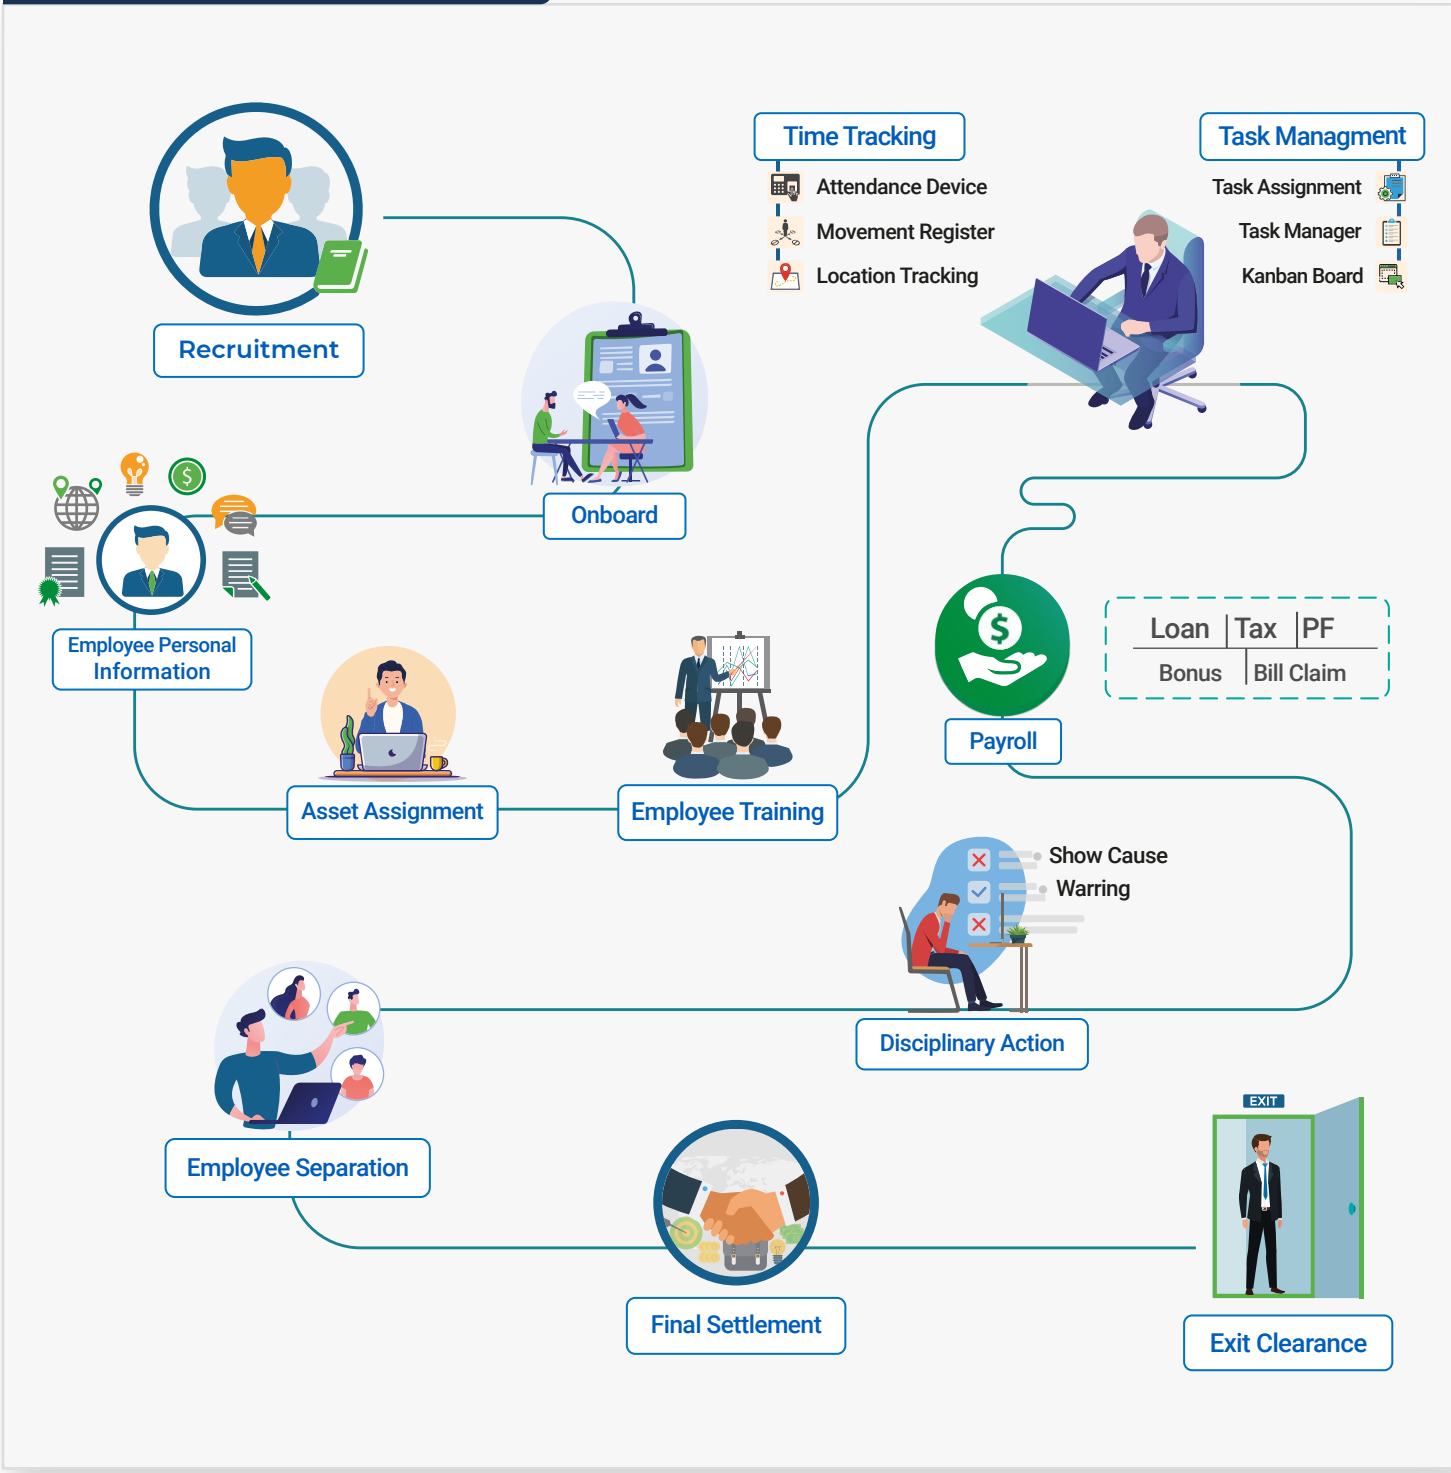 Recruitment
Onboard
Employee Personal
Information
Asset Assignment
Employee Training
Time Tracking
Attendance Device
Movement Register
Location Tracking
Task Managment
Task Assignment
Task Manager
Kanban Board
$
$
Payroll
Loan Tax PF
Bonus Bill Claim
Show Cause
Warring
Disciplinary Action
Employee Separation
Final Settlement
EXIT
Exit Clearance